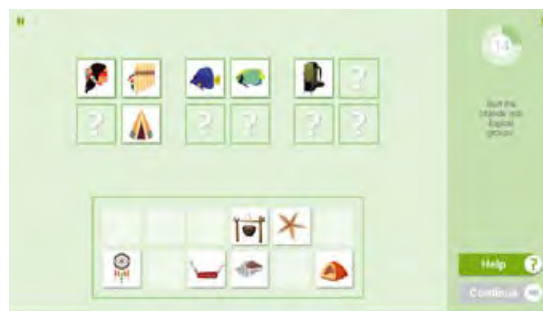 14
? ?
? ? ? ? ?
Sort the
objects into
logical
groups
Help ?
Continue